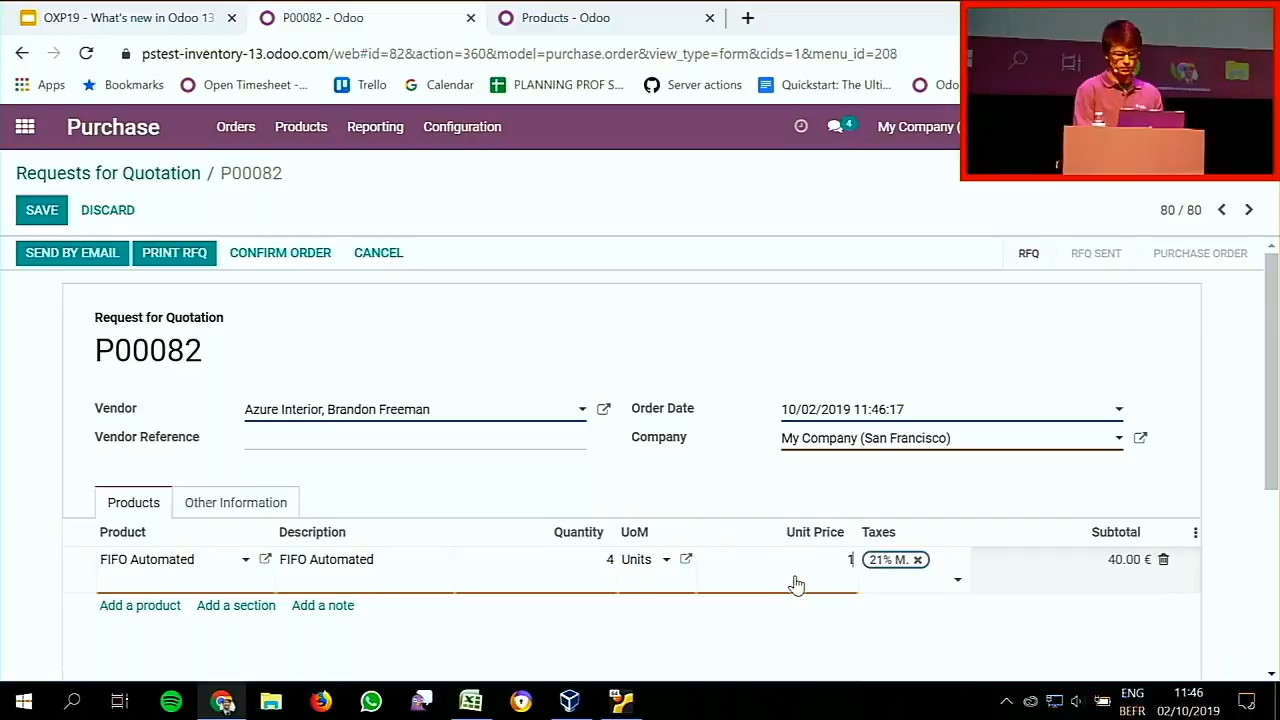 OXP19 - What's new in Odoo 13
P00082 - Odoo
Products - Odoo
pstest-inventory-13.odoo.com/web#id=82&action=360&model=purchase.order&view_type=form&cids=1&menu_id=208
Apps
Bookmarks
Open Timesheet -...
Trello
Calendar
PLANNING PROF S...
Server actions
Quickstart: The Ulti...
Odo
Purchase
Orders
Products
Reporting
Configuration
4
My Company (
Requests for Quotation / P00082
SAVE
DISCARD
80 / 80
SEND BY EMAIL
PRINT RFQ
CONFIRM ORDER
CANCEL
RFQ
RFQ SENT
PURCHASE ORDER
Request for Quotation
P00082
Vendor
Azure Interior, Brandon Freeman
Order Date
10/02/2019 11:46:17
Vendor Reference
Company
My Company (San Francisco)
Products
Other Information
Product
Description
Quantity
UoM
Unit Price
Taxes
Subtotal
FIFO Automated
FIFO Automated
4
Units
1
21% M.
40.00 €
Add a product
Add a section
Add a note
ENG
BEFR
11:46
02/10/2019